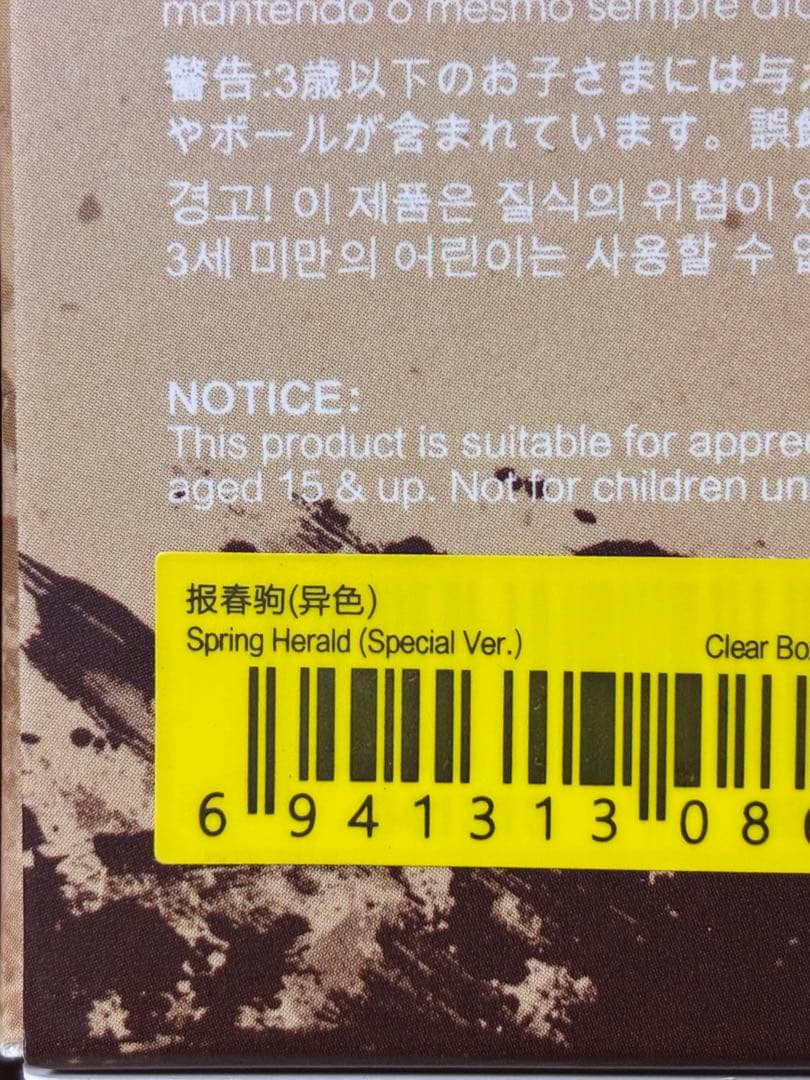 mantendo o mesmo sempre
警告:3歳以下のお子さまには与
やボールが含まれています。誤
경고! 이 제품은 질식의 위험이
3세 미만의 어린이는 사용할 수
NOTICE:
This product is suitable for
aged 15 & up. Not for children
报春驹(异色)
Spring Herald (Special Ver.)
Clear
6 941313 08